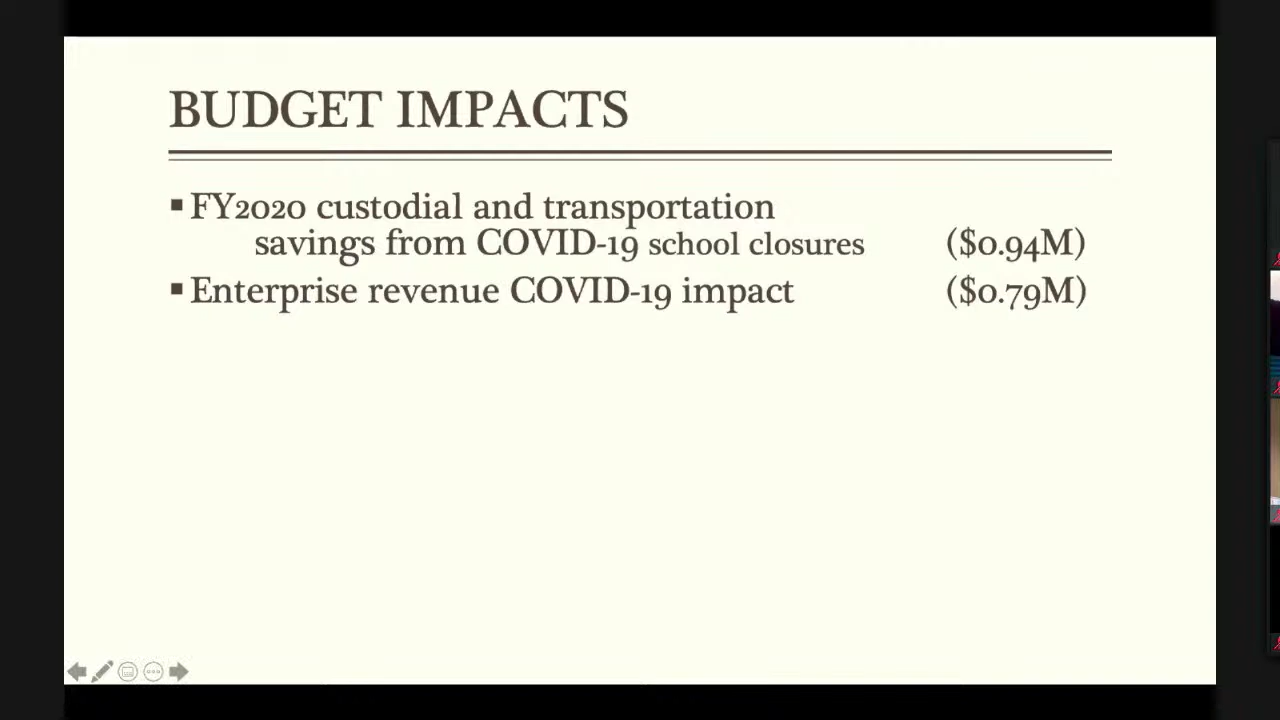 BUDGET IMPACTS
▪ FY2020 custodial and transportation
savings from COVID-19 school closures ($0.94M)
▪ Enterprise revenue COVID-19 impact ($0.79M)